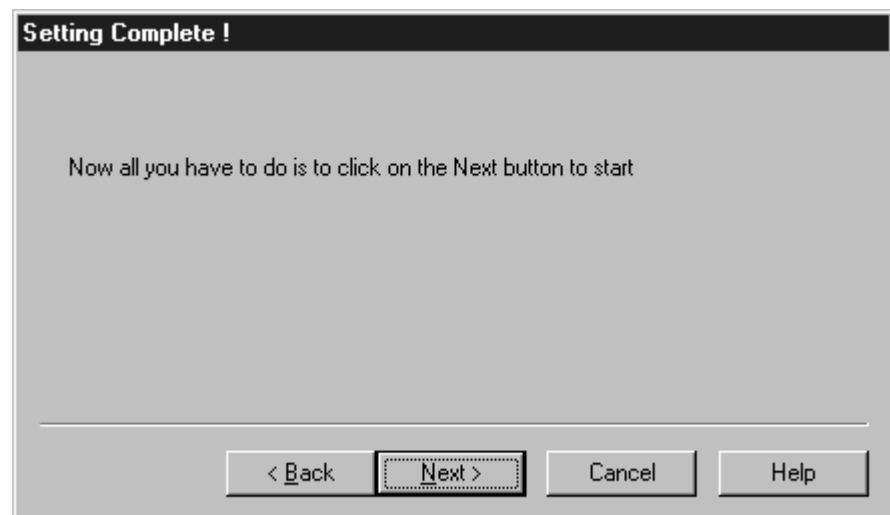 Setting Complete !
Now all you have to do is to click on the Next button to start
< Back Next > Cancel Help